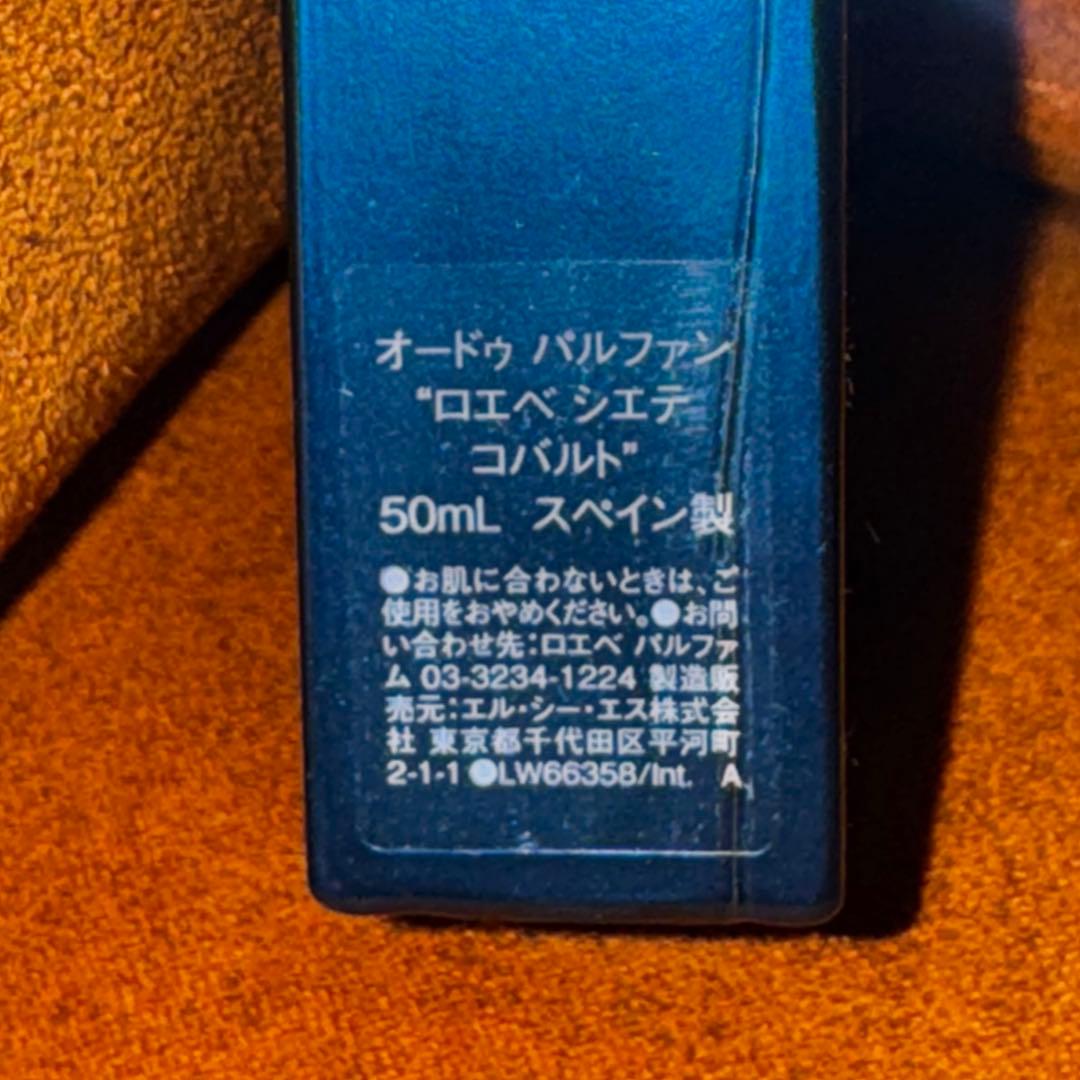 オードゥ パルファン
“ロエベ シエテ
コバルト”
50mL スペイン製
●お肌に合わないときは、ご
使用をおやめください。●お問
い合わせ先:ロエベ パルファ
ム 03-3234-1224 製造販
売元:エル・シー・エス株式会
社 東京都千代田区平河町
2-1-1 ●LW66358/Int. A